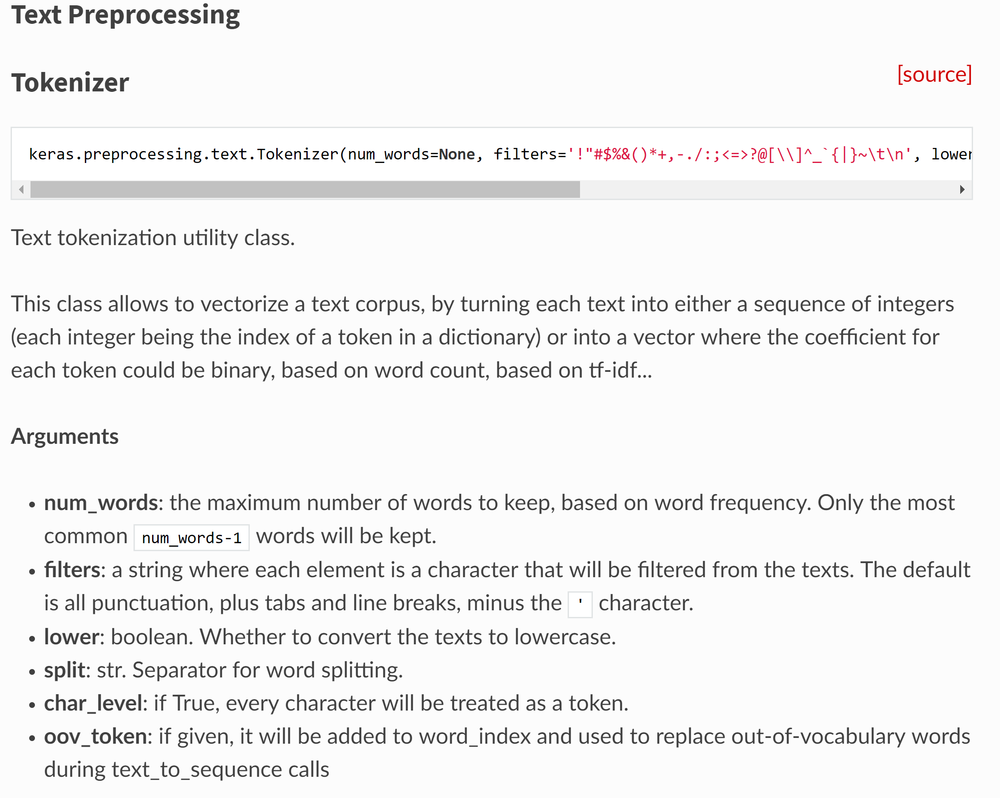 Text Preprocessing
Tokenizer
[source]
keras.preprocessing.text.Tokenizer(num_words=None, filters='!"#$%&()*+,-./:;<=>?@[\\]^_`{|}~\t\n', lower
Text tokenization utility class.
This class allows to vectorize a text corpus, by turning each text into either a sequence of integers
(each integer being the index of a token in a dictionary) or into a vector where the coefficient for
each token could be binary, based on word count, based on tf-idf...
Arguments
• num_words: the maximum number of words to keep, based on word frequency. Only the most
common num_words-1 words will be kept.
• filters: a string where each element is a character that will be filtered from the texts. The default
is all punctuation, plus tabs and line breaks, minus the ' character.
• lower: boolean. Whether to convert the texts to lowercase.
• split: str. Separator for word splitting.
• char_level: if True, every character will be treated as a token.
• oov_token: if given, it will be added to word_index and used to replace out-of-vocabulary words
during text_to_sequence calls